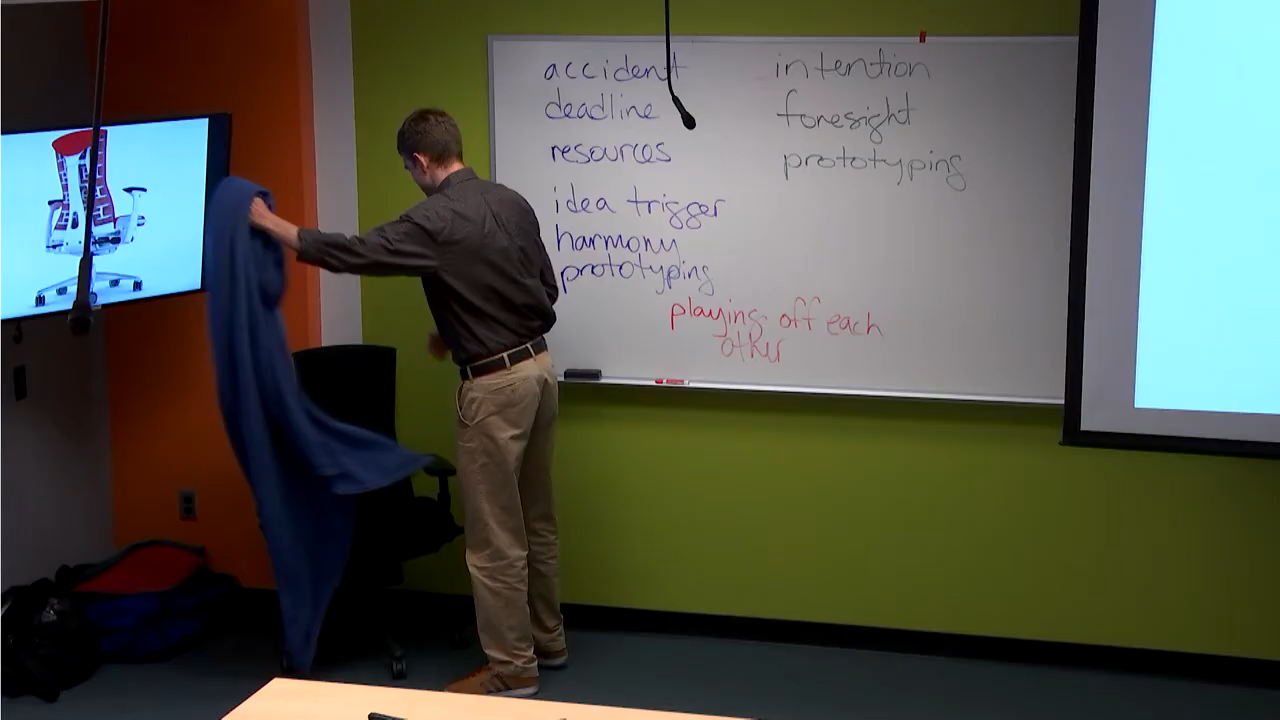 accident
deadline
resources
idea trigger
harmony
prototyping
intention
foresight
prototyping
playing off each
other